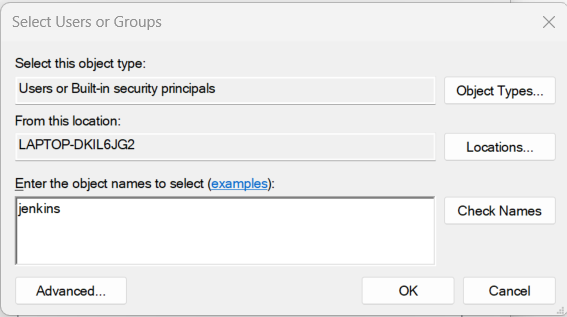 Select Users or Groups
Select this object type:
Users or Built-in security principals
Object Types...
From this location:
LAPTOP-DKIL6JG2
Locations...
Enter the object names to select (examples):
jenkins
Check Names
Advanced...
OK
Cancel